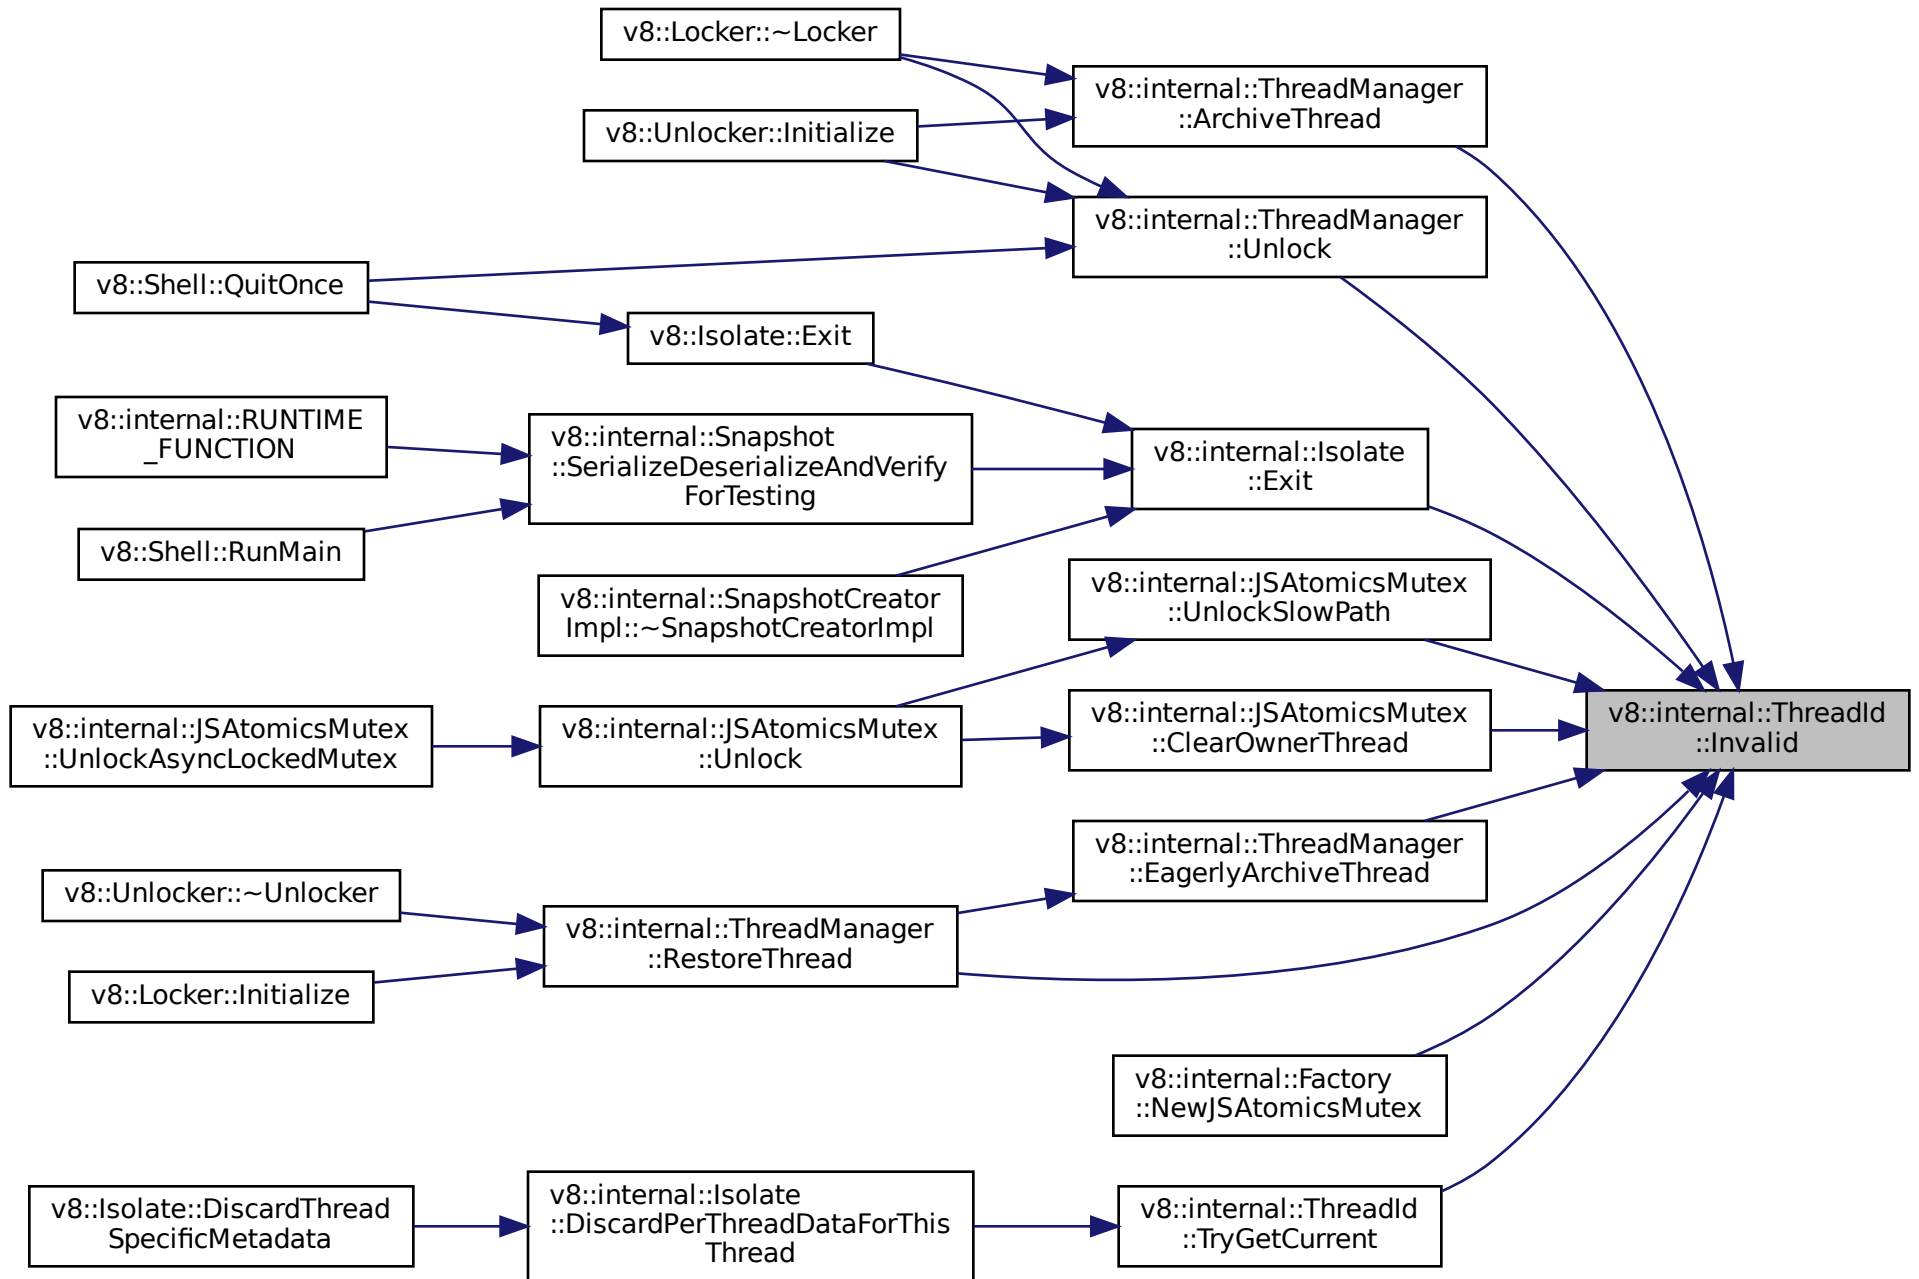 v8::Locker::~Locker
v8::internal::ThreadManager
::ArchiveThread
v8::Unlocker::Initialize
v8::internal::ThreadManager
::Unlock
v8::Shell::QuitOnce
v8::Isolate::Exit
v8::internal::RUNTIME
_FUNCTION
v8::internal::Snapshot
::SerializeDeserializeAndVerify
ForTesting
v8::internal::Isolate
::Exit
v8::Shell::RunMain
v8::internal::SnapshotCreator
Impl::~SnapshotCreatorImpl
v8::internal::JSAtomicsMutex
::UnlockSlowPath
v8::internal::JSAtomicsMutex
::UnlockAsyncLockedMutex
v8::internal::JSAtomicsMutex
::Unlock
v8::internal::JSAtomicsMutex
::ClearOwnerThread
v8::internal::ThreadId
::Invalid
v8::internal::ThreadManager
::EagerlyArchiveThread
v8::Unlocker::~Unlocker
v8::internal::ThreadManager
::RestoreThread
v8::Locker::Initialize
v8::internal::Factory
::NewJSAtomicsMutex
v8::Isolate::DiscardThread
SpecificMetadata
v8::internal::Isolate
::DiscardPerThreadDataForThis
Thread
v8::internal::ThreadId
::TryGetCurrent